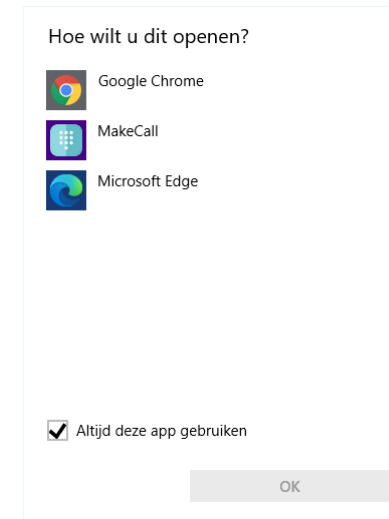 Hoe wilt u dit openen?
Google Chrome
MakeCall
Microsoft Edge
Altijd deze app gebruiken
OK